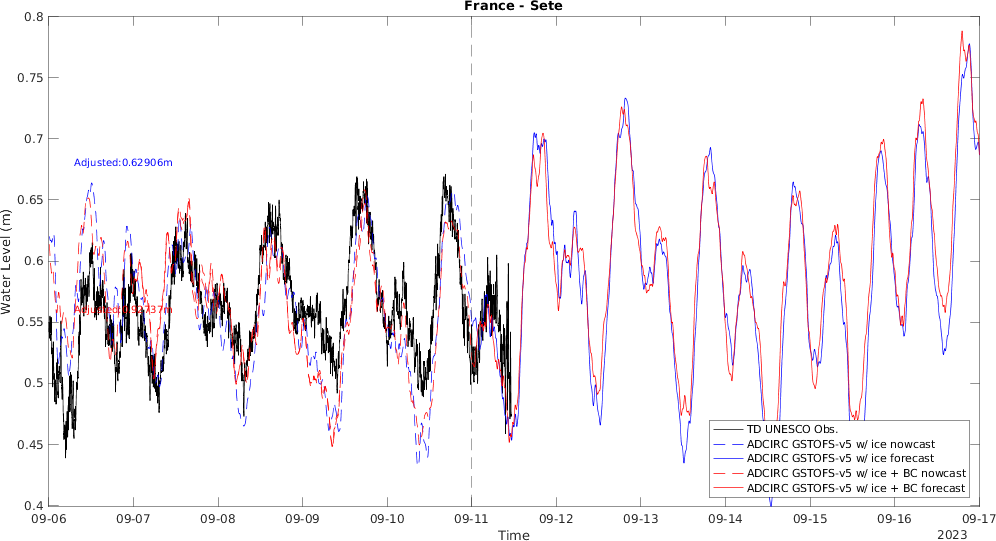 France - Sete
0.8
0.75
0.7
0.65
0.6
0.55
0.5
0.45
0.4
Water Level (m)
Adjusted:0.62906m
TD UNESCO Obs.
ADCIRC GSTOFS-v5 w/ ice nowcast
ADCIRC GSTOFS-v5 w/ ice forecast
ADCIRC GSTOFS-v5 w/ ice + BC nowcast
ADCIRC GSTOFS-v5 w/ ice + BC forecast
09-06 09-07 09-08 09-09 09-10 09-11 09-12 09-13 09-14 09-15 09-16 09-17
Time
2023